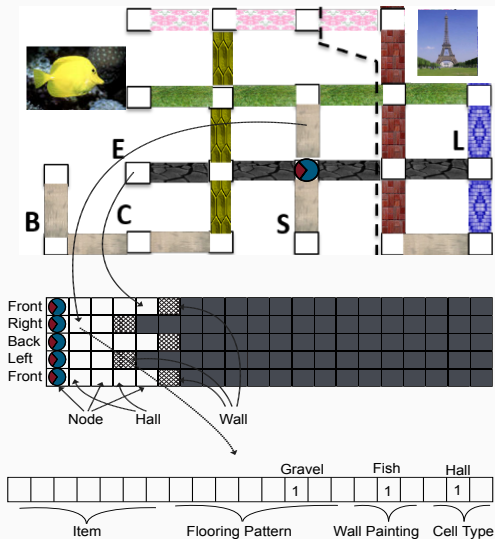 E
L
B
C
S
Front
Right
Back
Left
Front
Node
Hall
Wall
Gravel
Fish
Hall
1
1
1
Item
Flooring Pattern
Wall Painting
Cell Type